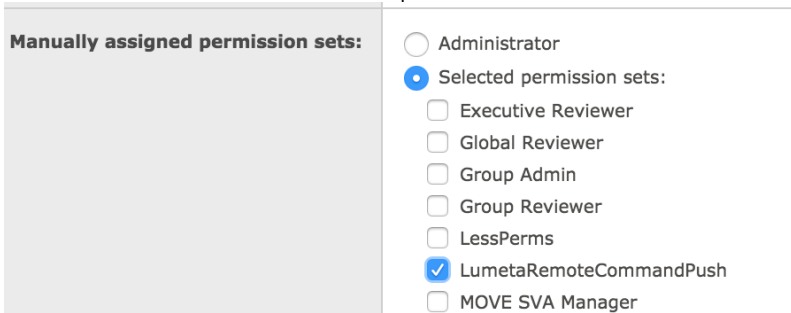 Manually assigned permission sets:
Administrator
Selected permission sets:
Executive Reviewer
Global Reviewer
Group Admin
Group Reviewer
LessPerms
LumetaRemoteCommandPush
MOVE SVA Manager